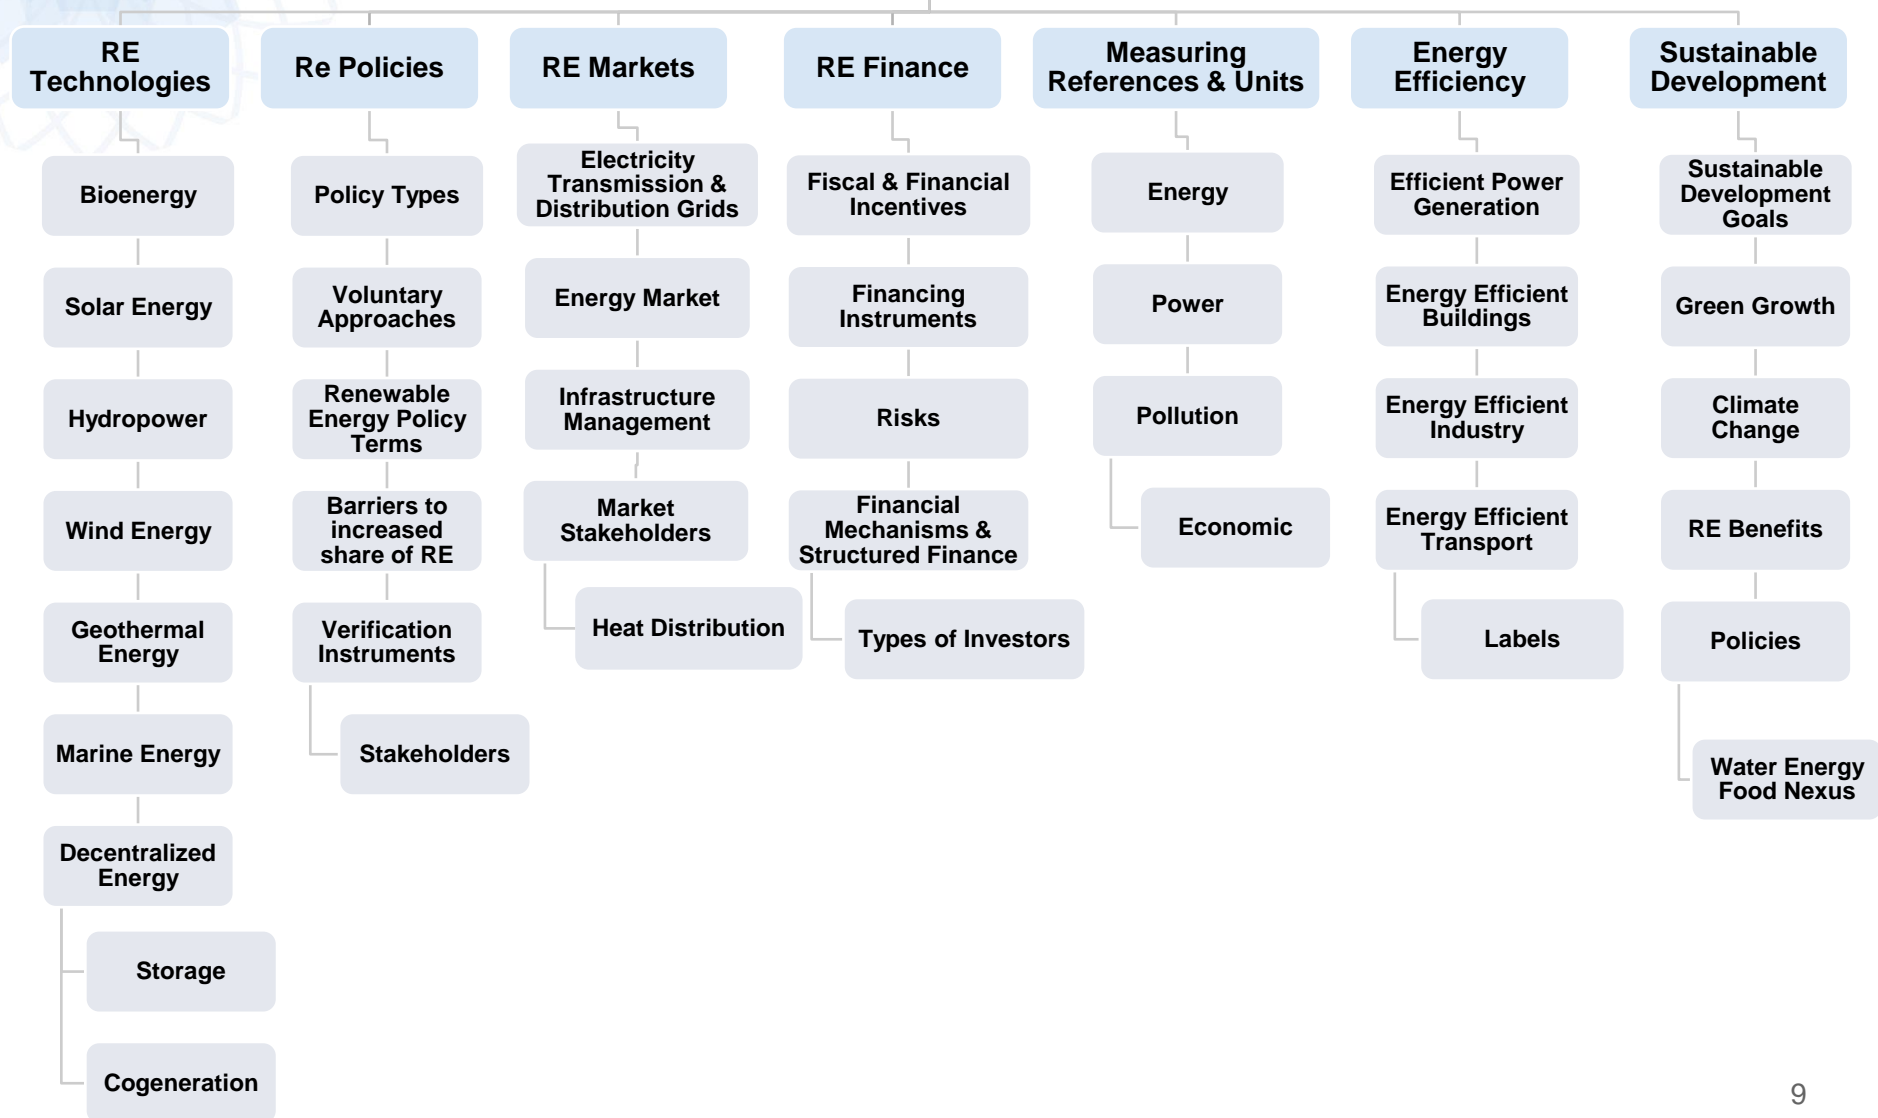 RE
Technologies
Bioenergy
Solar Energy
Hydropower
Wind Energy
Geothermal
Energy
Marine Energy
Decentralized
Energy
Storage
Cogeneration
Re Policies
Policy Types
Voluntary
Approaches
Renewable
Energy Policy
Terms
Barriers to
increased
share of RE
Verification
Instruments
Stakeholders
RE Markets
Electricity
Transmission &
Distribution Grids
Energy Market
Infrastructure
Management
Market
Stakeholders
Heat Distribution
RE Finance
Fiscal & Financial
Incentives
Financing
Instruments
Risks
Financial
Mechanisms &
Structured Finance
Types of Investors
Measuring
References & Units
Energy
Power
Pollution
Economic
Energy
Efficiency
Efficient Power
Generation
Energy Efficient
Buildings
Energy Efficient
Industry
Energy Efficient
Transport
Labels
Sustainable
Development
Sustainable
Development
Goals
Green Growth
Climate
Change
RE Benefits
Policies
Water Energy
Food Nexus
9